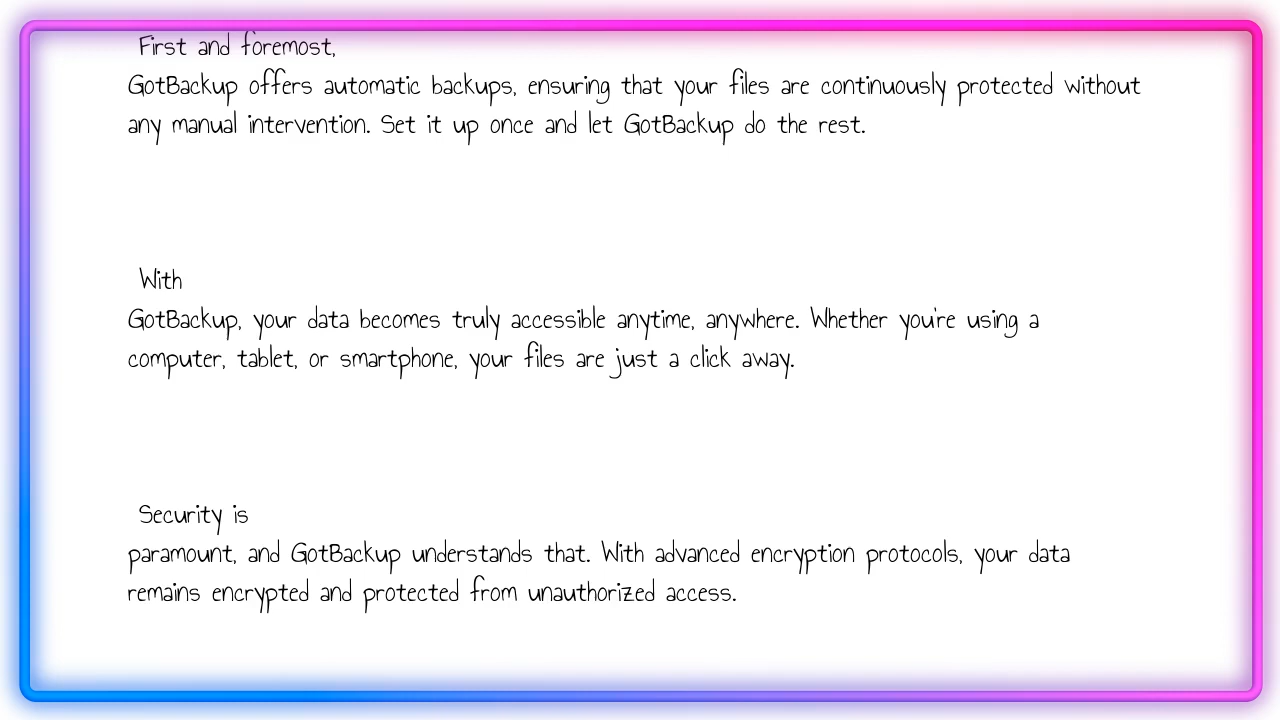 First and foremost,
GotBackup offers automatic backups, ensuring that your files are continuously protected without
any manual intervention. Set it up once and let GotBackup do the rest.
With
GotBackup, your data becomes truly accessible anytime, anywhere. Whether you're using a
computer, tablet, or smartphone, your files are just a click away.
Security is
paramount, and GotBackup understands that. With advanced encryption protocols, your data
remains encrypted and protected from unauthorized access.